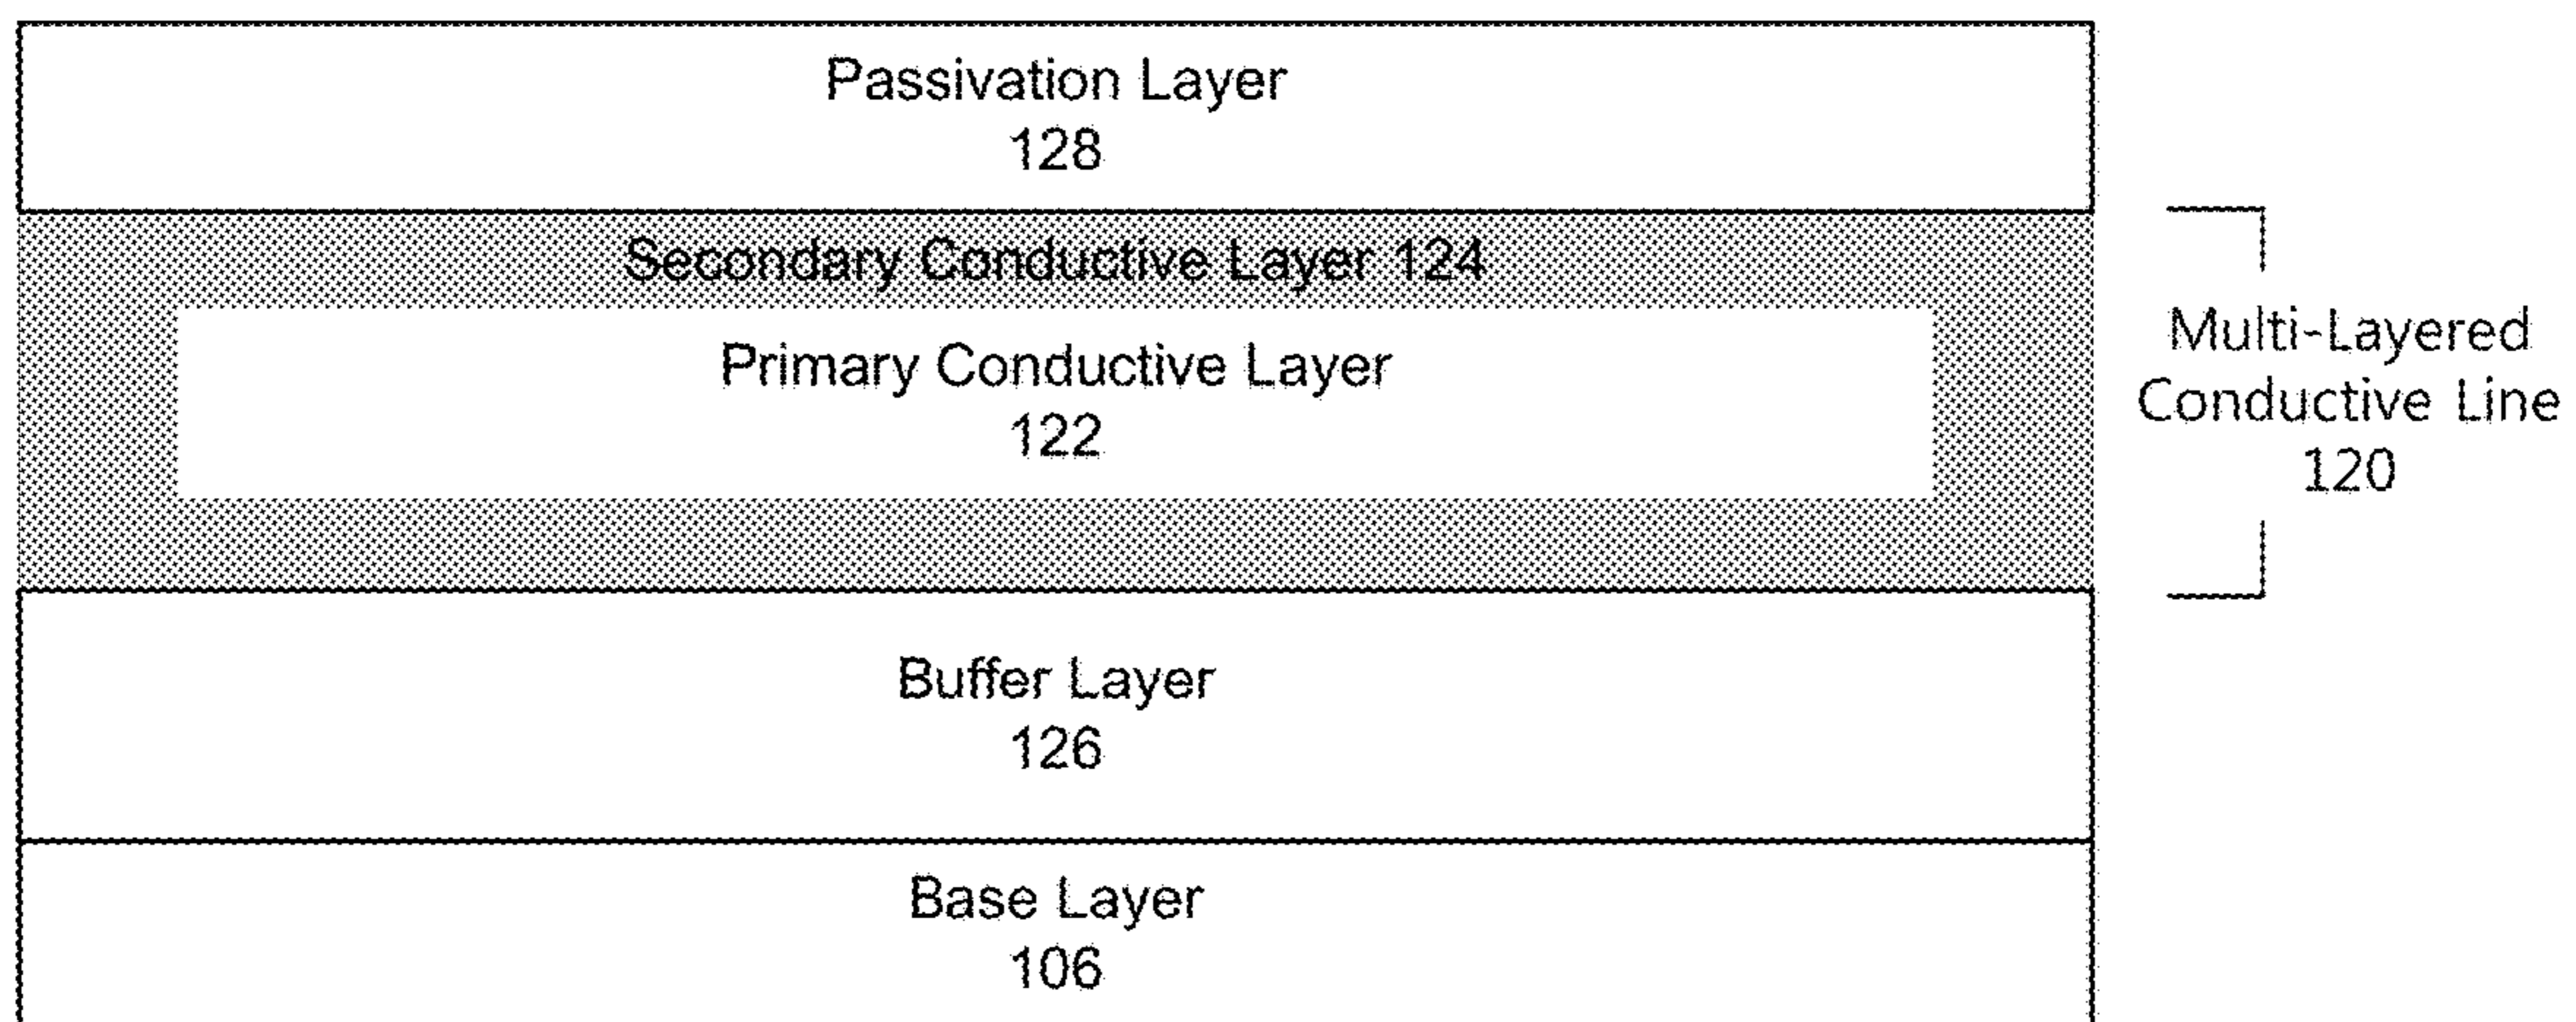 Passivation Layer
128
Secondary Conductive Layer 124
Primary Conductive Layer
122
Multi-Layered
Conductive Line
120
Buffer Layer
126
Base Layer
106